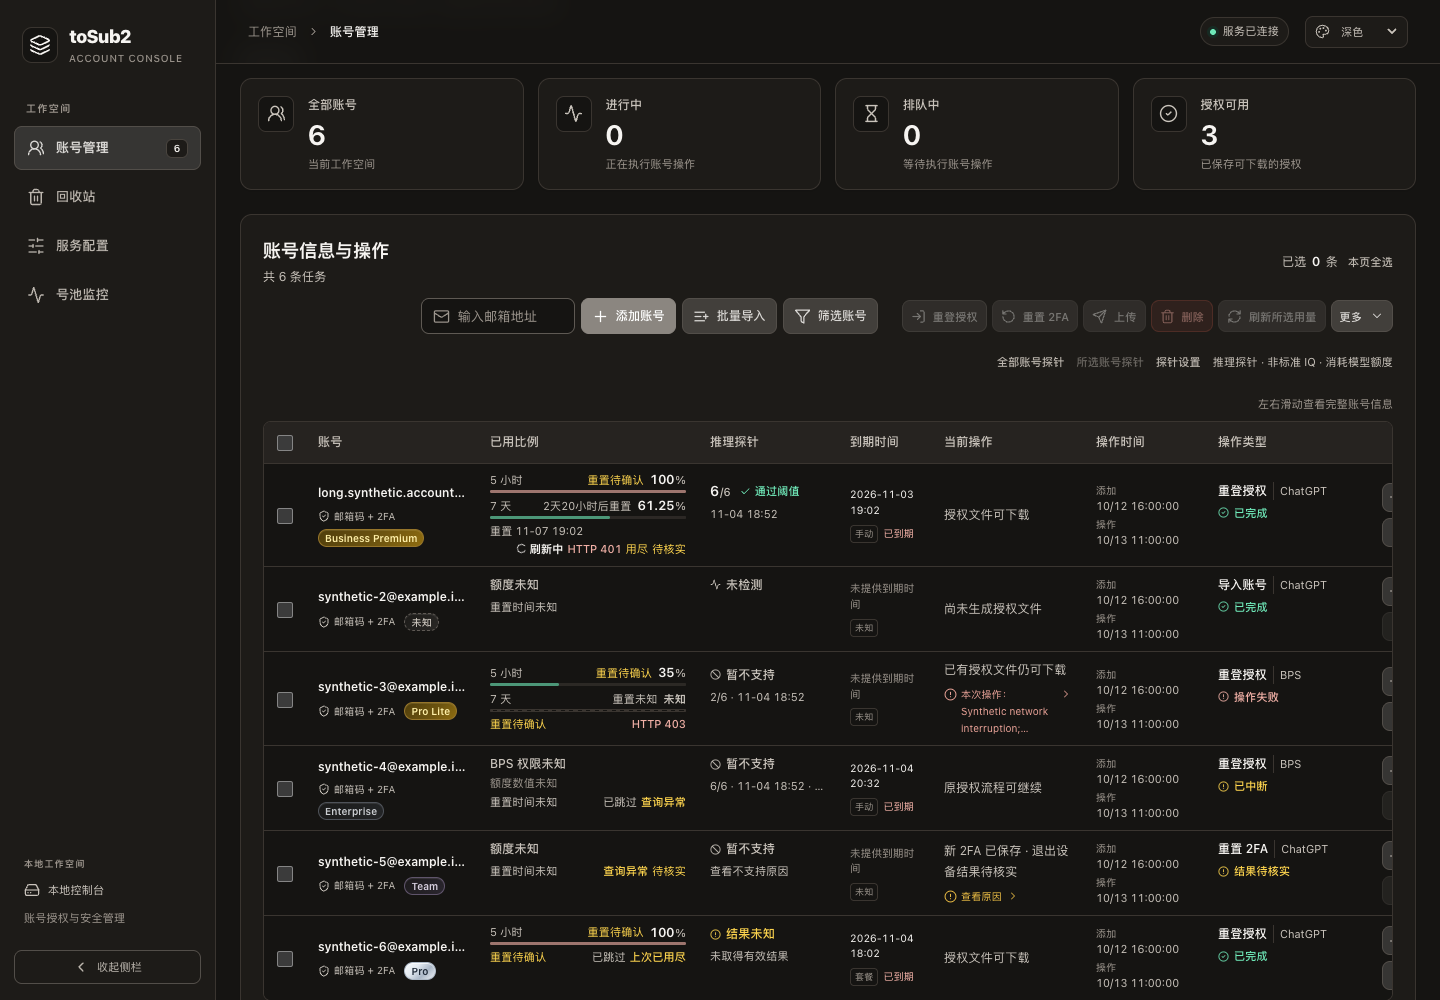 toSub2
ACCOUNT CONSOLE
工作空间
账号管理 6
回收站
服务配置
号池监控
本地工作空间
本地控制台
账号授权与安全管理
收起侧栏
工作空间 账号管理
服务已连接 深色
全部账号
6
当前工作空间
进行中
0
正在执行账号操作
排队中
0
等待执行账号操作
授权可用
3
已保存可下载的授权
账号信息与操作
共 6 条任务
已选 0 条 本页全选
输入邮箱地址 添加账号 批量导入 筛选账号 重登授权 重置 2FA 上传 删除 刷新所选用量 更多
全部账号探针 所选账号探针 探针设置 推理探针 · 非标准 IQ · 消耗模型额度
左右滑动查看完整账号信息
账号 已用比例 推理探针 到期时间 当前操作 操作时间 操作类型
long.synthetic.account...
邮箱码 + 2FA
Business Premium
5 小时 重置待确认 100%
7 天 2天20小时后重置 61.25%
重置 11-07 19:02
刷新中 HTTP 401 用尽 待核实
6/6 通过阈值
11-04 18:52
2026-11-03
19:02
手动 已到期
授权文件可下载
添加
10/12 16:00:00
操作
10/13 11:00:00
重登授权 ChatGPT
已完成
synthetic-2@example.i...
邮箱码 + 2FA 未知
额度未知
重置时间未知
未检测
未提供到期时
间
未知
尚未生成授权文件
添加
10/12 16:00:00
操作
10/13 11:00:00
导入账号 ChatGPT
已完成
synthetic-3@example.i...
邮箱码 + 2FA Pro Lite
5 小时 重置待确认 35%
7 天 重置未知 未知
重置待确认 HTTP 403
暂不支持
2/6 · 11-04 18:52
未提供到期时
间
未知
已有授权文件仍可下载
本次操作:
Synthetic network
interruption;...
添加
10/12 16:00:00
操作
10/13 11:00:00
重登授权 BPS
操作失败
synthetic-4@example.i...
邮箱码 + 2FA
Enterprise
BPS 权限未知
额度数值未知
重置时间未知 已跳过 查询异常
暂不支持
6/6 · 11-04 18:52 · ...
2026-11-04
20:32
手动 已到期
原授权流程可继续
添加
10/12 16:00:00
操作
10/13 11:00:00
重登授权 BPS
已中断
synthetic-5@example.i...
邮箱码 + 2FA Team
额度未知
重置时间未知 查询异常 待核实
暂不支持
查看不支持原因
未提供到期时
间
未知
新 2FA 已保存 · 退出设
备结果待核实
查看原因
添加
10/12 16:00:00
操作
10/13 11:00:00
重置 2FA ChatGPT
结果待核实
synthetic-6@example.i...
邮箱码 + 2FA Pro
5 小时 重置待确认 100%
重置待确认 已跳过 上次已用尽
结果未知
未取得有效结果
2026-11-04
18:02
套餐 已到期
授权文件可下载
添加
10/12 16:00:00
操作
10/13 11:00:00
重登授权 ChatGPT
已完成